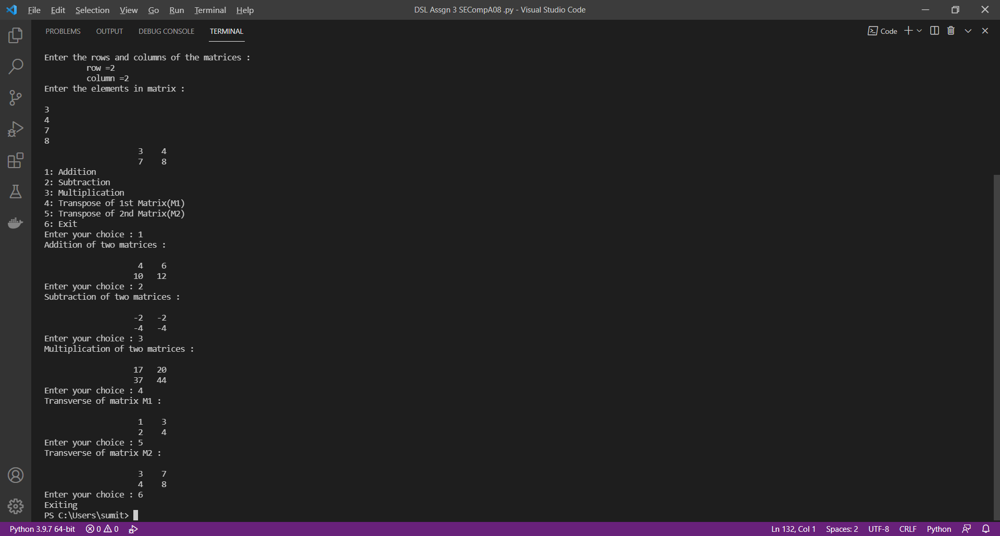 File Edit Selection View Go Run Terminal Help DSL Assgn 3 SECompA08 .py - Visual Studio Code
PROBLEMS OUTPUT DEBUG CONSOLE TERMINAL Code
Enter the rows and columns of the matrices :
row =2
column =2
Enter the elements in matrix :
3
4
7
8
3 4
7 8
1: Addition
2: Subtraction
3: Multiplication
4: Transpose of 1st Matrix(M1)
5: Transpose of 2nd Matrix(M2)
6: Exit
Enter your choice : 1
Addition of two matrices :
4 6
10 12
Enter your choice : 2
Subtraction of two matrices :
-2 -2
-4 -4
Enter your choice : 3
Multiplication of two matrices :
17 20
37 44
Enter your choice : 4
Transverse of matrix M1 :
1 3
2 4
Enter your choice : 5
Transverse of matrix M2 :
3 7
4 8
Enter your choice : 6
Exiting
PS C:\Users\sumit>
Python 3.9.7 64-bit 0 0 Ln 132, Col 1 Spaces: 2 UTF-8 CRLF Python